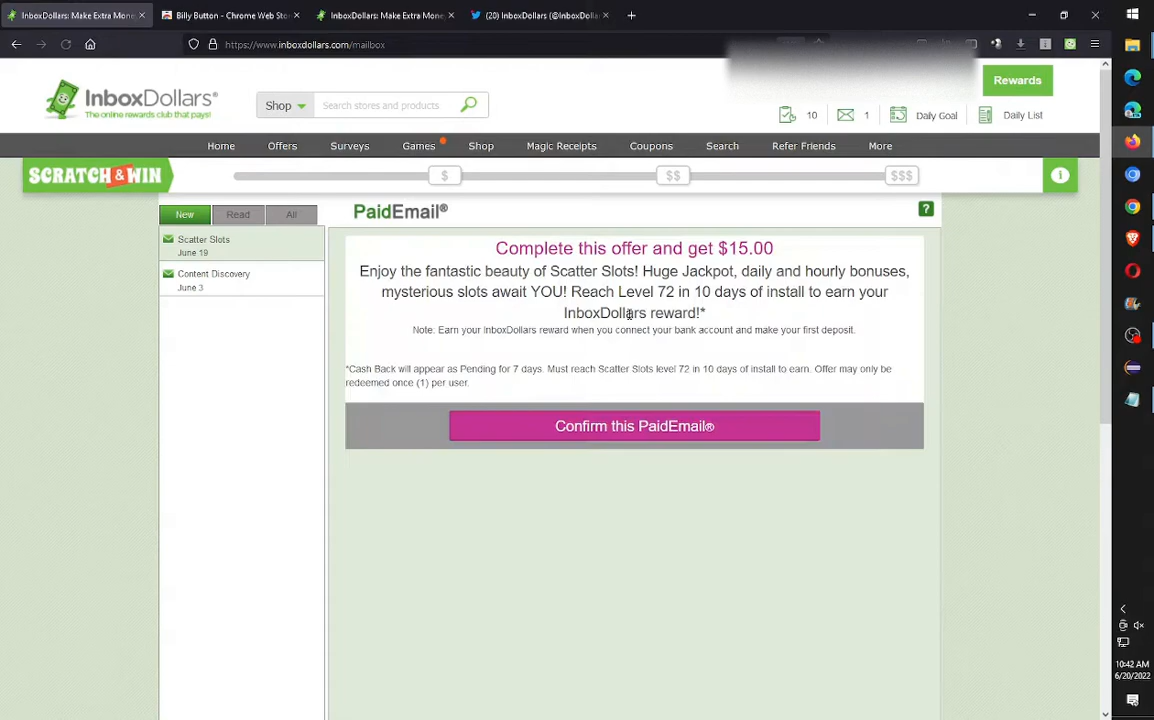 InboxDollars: Make Extra Mone
Billy Button - Chrome Web Stor
InboxDollars: Make Extra Mone
(20) InboxDollars (@InboxDolla
https://www.inboxdollars.com/mailbox
InboxDollars®
The online rewards club that pays!
Shop
Search stores and products
Rewards
10
1
Daily Goal
Daily List
Home
Offers
Surveys
Games
Shop
Magic Receipts
Coupons
Search
Refer Friends
More
SCRATCH & WIN
$
$$
$$$
New
Read
All
PaidEmail®
?
Scatter Slots
June 19
Content Discovery
June 3
Complete this offer and get $15.00
Enjoy the fantastic beauty of Scatter Slots! Huge Jackpot, daily and hourly bonuses,
mysterious slots await YOU! Reach Level 72 in 10 days of install to earn your
InboxDollars reward!*
Note: Earn your InboxDollars reward when you connect your bank account and make your first deposit.
*Cash Back will appear as Pending for 7 days. Must reach Scatter Slots level 72 in 10 days of install to earn. Offer may only be
redeemed once (1) per user.
Confirm this PaidEmail®
10:42 AM
6/20/2022